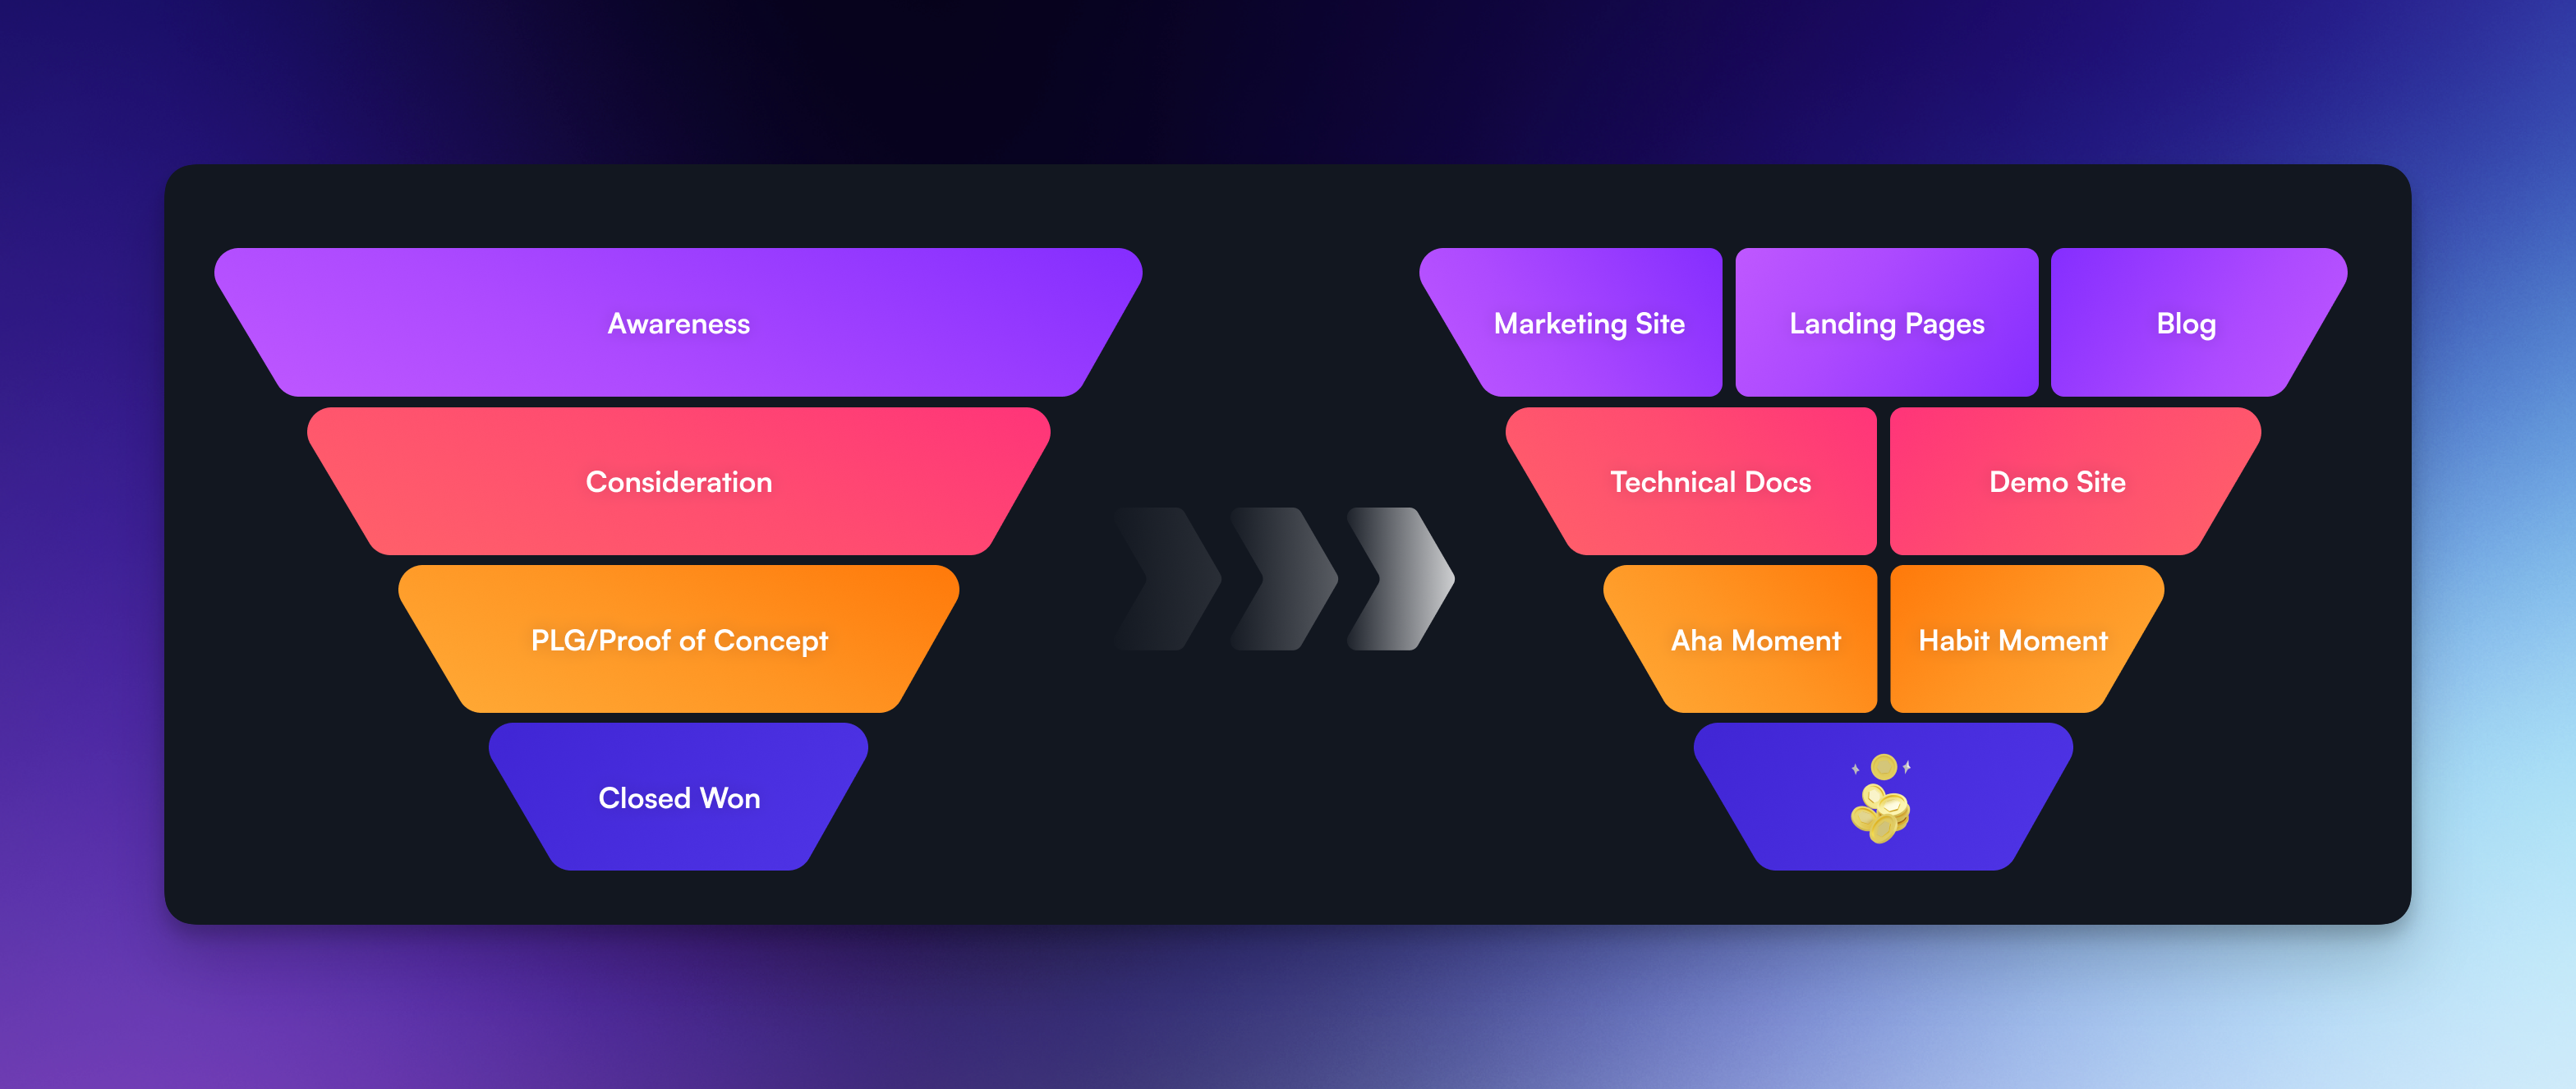 Awareness
Consideration
PLG/Proof of Concept
Closed Won
Marketing Site
Landing Pages
Blog
Technical Docs
Demo Site
Aha Moment
Habit Moment